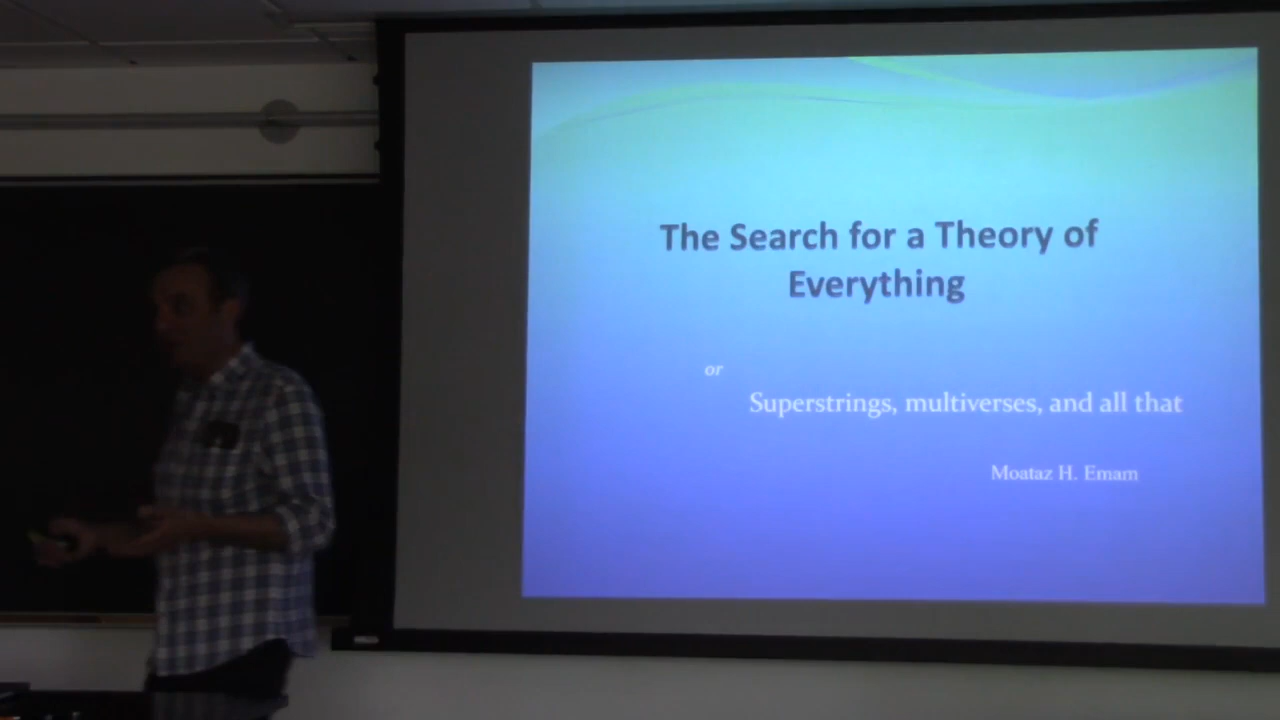 The Search for a Theory of
Everything
or
Superstrings, multiverses, and all that
Moataz H. Emam